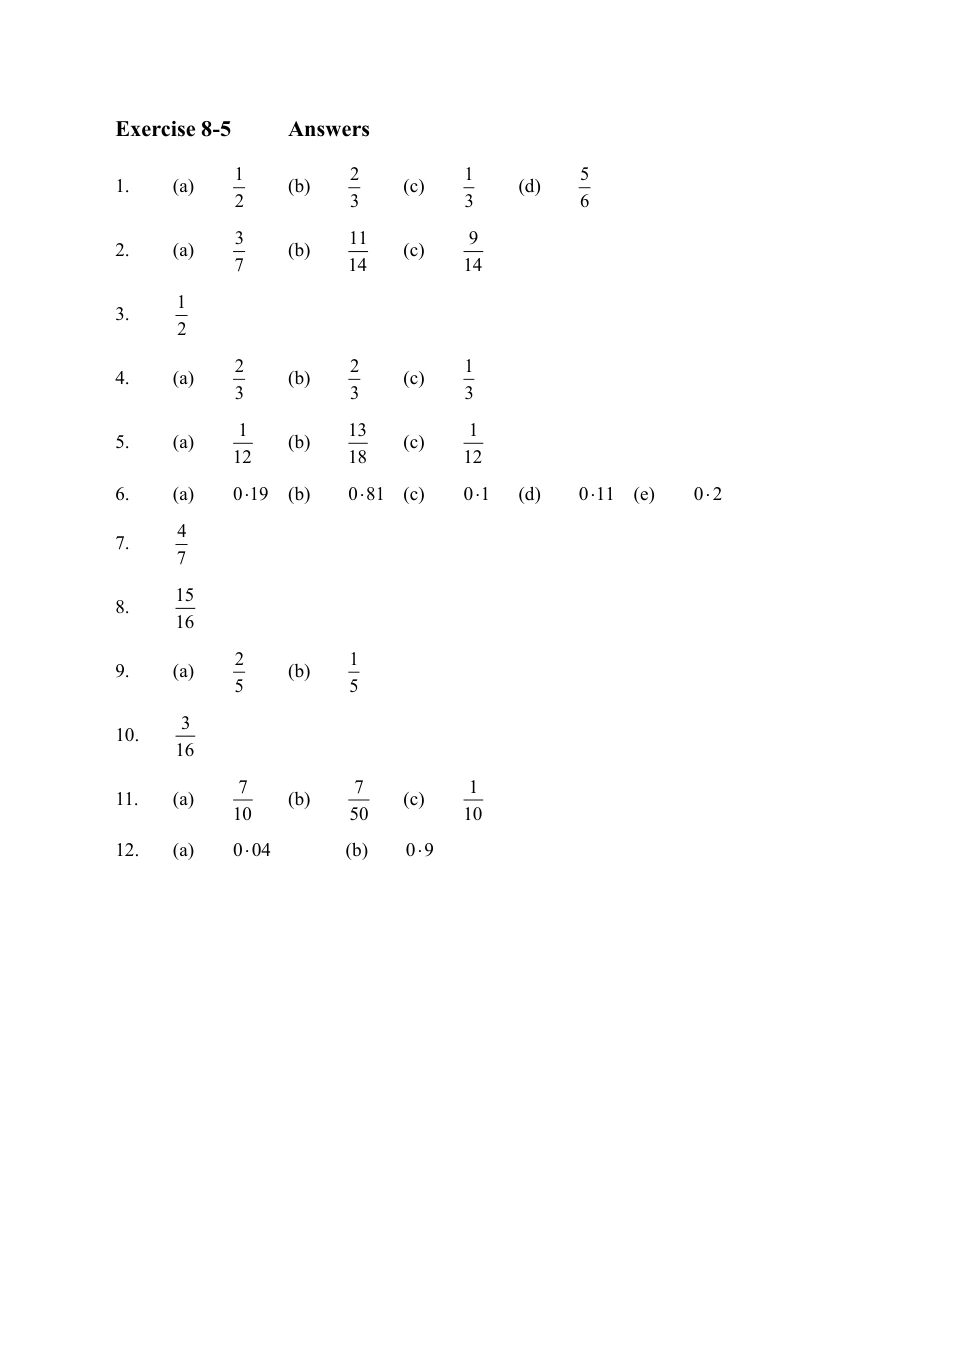 Exercise 8-5 Answers
1. (a) 1/2 (b) 2/3 (c) 1/3 (d) 5/6
2. (a) 3/7 (b) 11/14 (c) 9/14
3. 1/2
4. (a) 2/3 (b) 2/3 (c) 1/3
5. (a) 1/12 (b) 13/18 (c) 1/12
6. (a) 0·19 (b) 0·81 (c) 0·1 (d) 0·11 (e) 0·2
7. 4/7
8. 15/16
9. (a) 2/5 (b) 1/5
10. 3/16
11. (a) 7/10 (b) 7/50 (c) 1/10
12. (a) 0·04 (b) 0·9